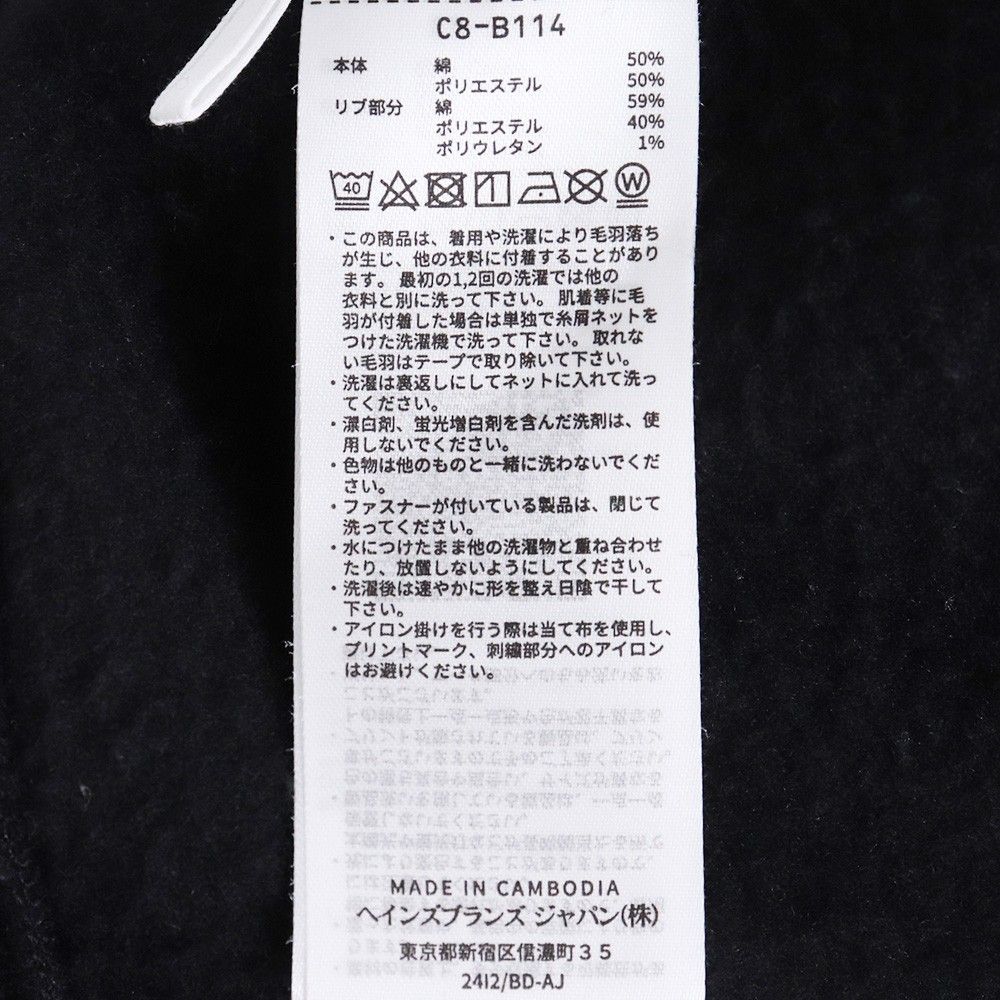 C8-B114
本体 綿 50%
ポリエステル 50%
リブ部分 綿 59%
ポリエステル 40%
ポリウレタン 1%
40 W
・この商品は、着用や洗濯により毛羽落ち
が生じ、他の衣料に付着することがあり
ます。 最初の1,2回の洗濯では他の
衣料と別に洗って下さい。 肌着等に毛
羽が付着した場合は単独で糸屑ネットを
つけた洗濯機で洗って下さい。 取れな
い毛羽はテープで取り除いて下さい。
・洗濯は裏返しにしてネットに入れて洗っ
てください。
・漂白剤、蛍光増白剤を含んだ洗剤は、使
用しないでください。
・色物は他のものと一緒に洗わないでくだ
さい。
・ファスナーが付いている製品は、閉じて
洗ってください。
・水につけたまま他の洗濯物と重ね合わせ
たり、放置しないようにしてください。
・洗濯後は速やかに形を整え日陰で干して
下さい。
・アイロン掛けを行う際は当て布を使用し、
プリントマーク、刺繍部分へのアイロン
はお避けください。
MADE IN CAMBODIA
ヘインズブランズ ジャパン(株)
東京都新宿区信濃町35
2412/BD-AJ